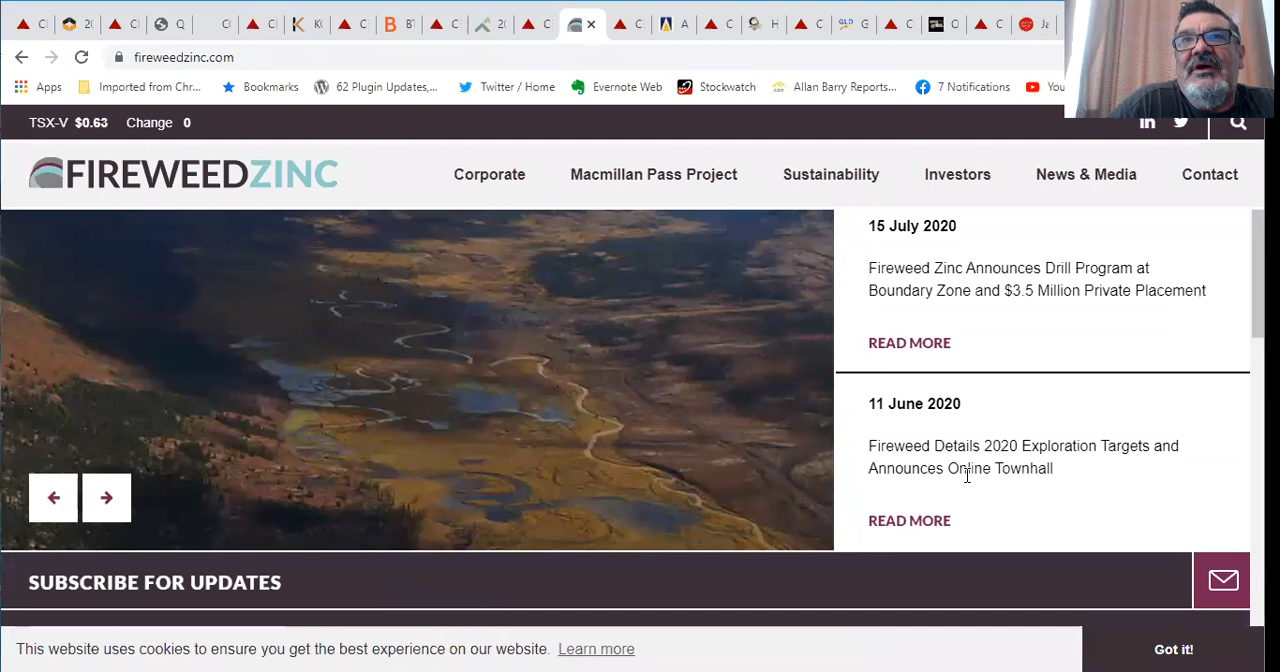 C
20
C
Q
C
C
K
C
B
C
20
C
C
A
C
H
C
G
C
O
C
Ja
fireweedzinc.com
Apps Imported from Chr... Bookmarks 62 Plugin Updates,... Twitter / Home Evernote Web Stockwatch Allan Barry Reports... 7 Notifications You
TSX-V $0.63 Change 0
FIREWEEDZINC
Corporate Macmillan Pass Project Sustainability Investors News & Media Contact
15 July 2020
Fireweed Zinc Announces Drill Program at
Boundary Zone and $3.5 Million Private Placement
READ MORE
11 June 2020
Fireweed Details 2020 Exploration Targets and
Announces Online Townhall
READ MORE
SUBSCRIBE FOR UPDATES
This website uses cookies to ensure you get the best experience on our website. Learn more
Got it!